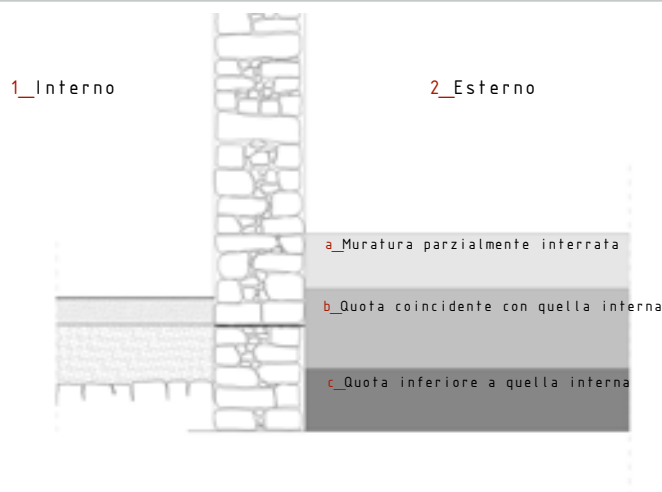 1_Interno
2_Esterno
a_Muratura parzialmente interrata
b_Quota coincidente con quella interna
c_Quota inferiore a quella interna